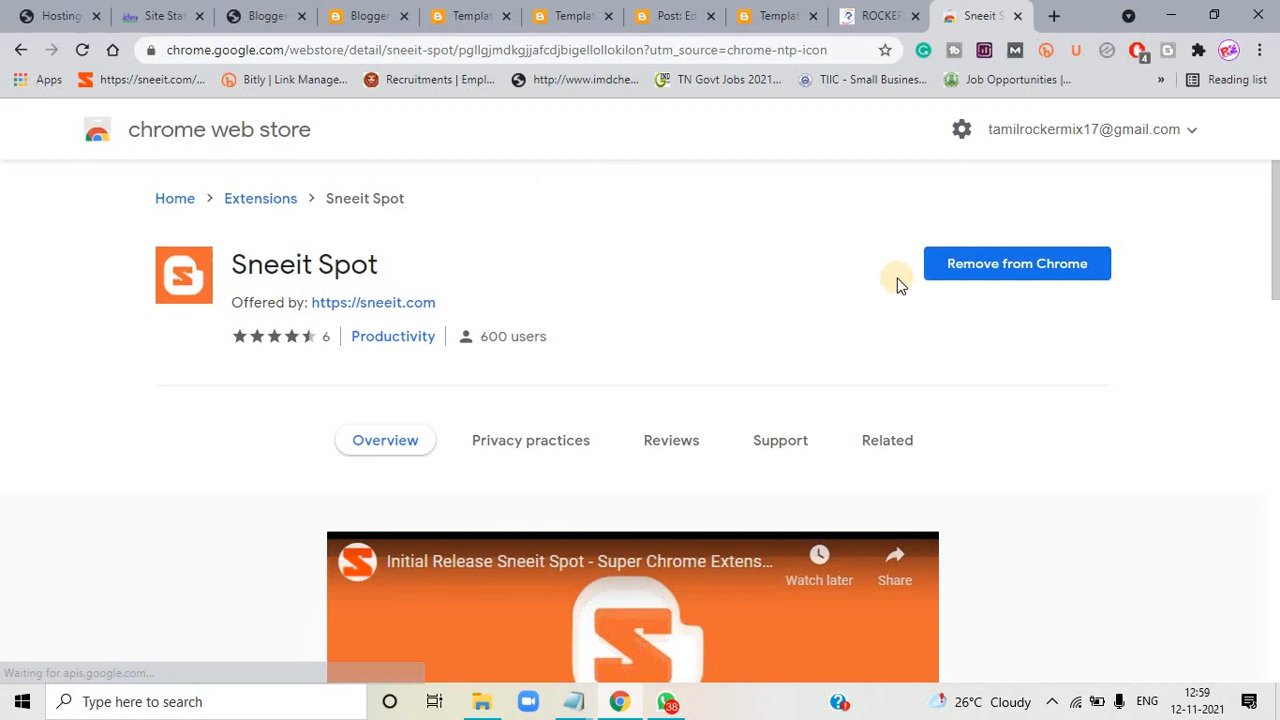 Hosting
Site Sta
Blogger
Blogger
Templat
Templat
Post: Ed
Templat
ROCKER
Sneeit S
chrome.google.com/webstore/detail/sneeit-spot/pgllgjmdkggjafcdjbigellollokilon?utm_source=chrome-ntp-icon
4
Apps
https://sneeit.com/...
Bitly | Link Manage...
Recruitments | Empl...
http://www.imdche...
TN Govt Jobs 2021...
TIIC - Small Busines...
Job Opportunities |...
»
Reading list
chrome web store
tamilrockermix17@gmail.com
Home > Extensions > Sneeit Spot
Sneeit Spot
Remove from Chrome
Offered by: https://sneeit.com
6 | Productivity | 600 users
Overview
Privacy practices
Reviews
Support
Related
Initial Release Sneeit Spot - Super Chrome Extens...
Watch later
Share
Waiting for apis.google.com...
Type here to search
38
26°C Cloudy
ENG
12:59
12-11-2021